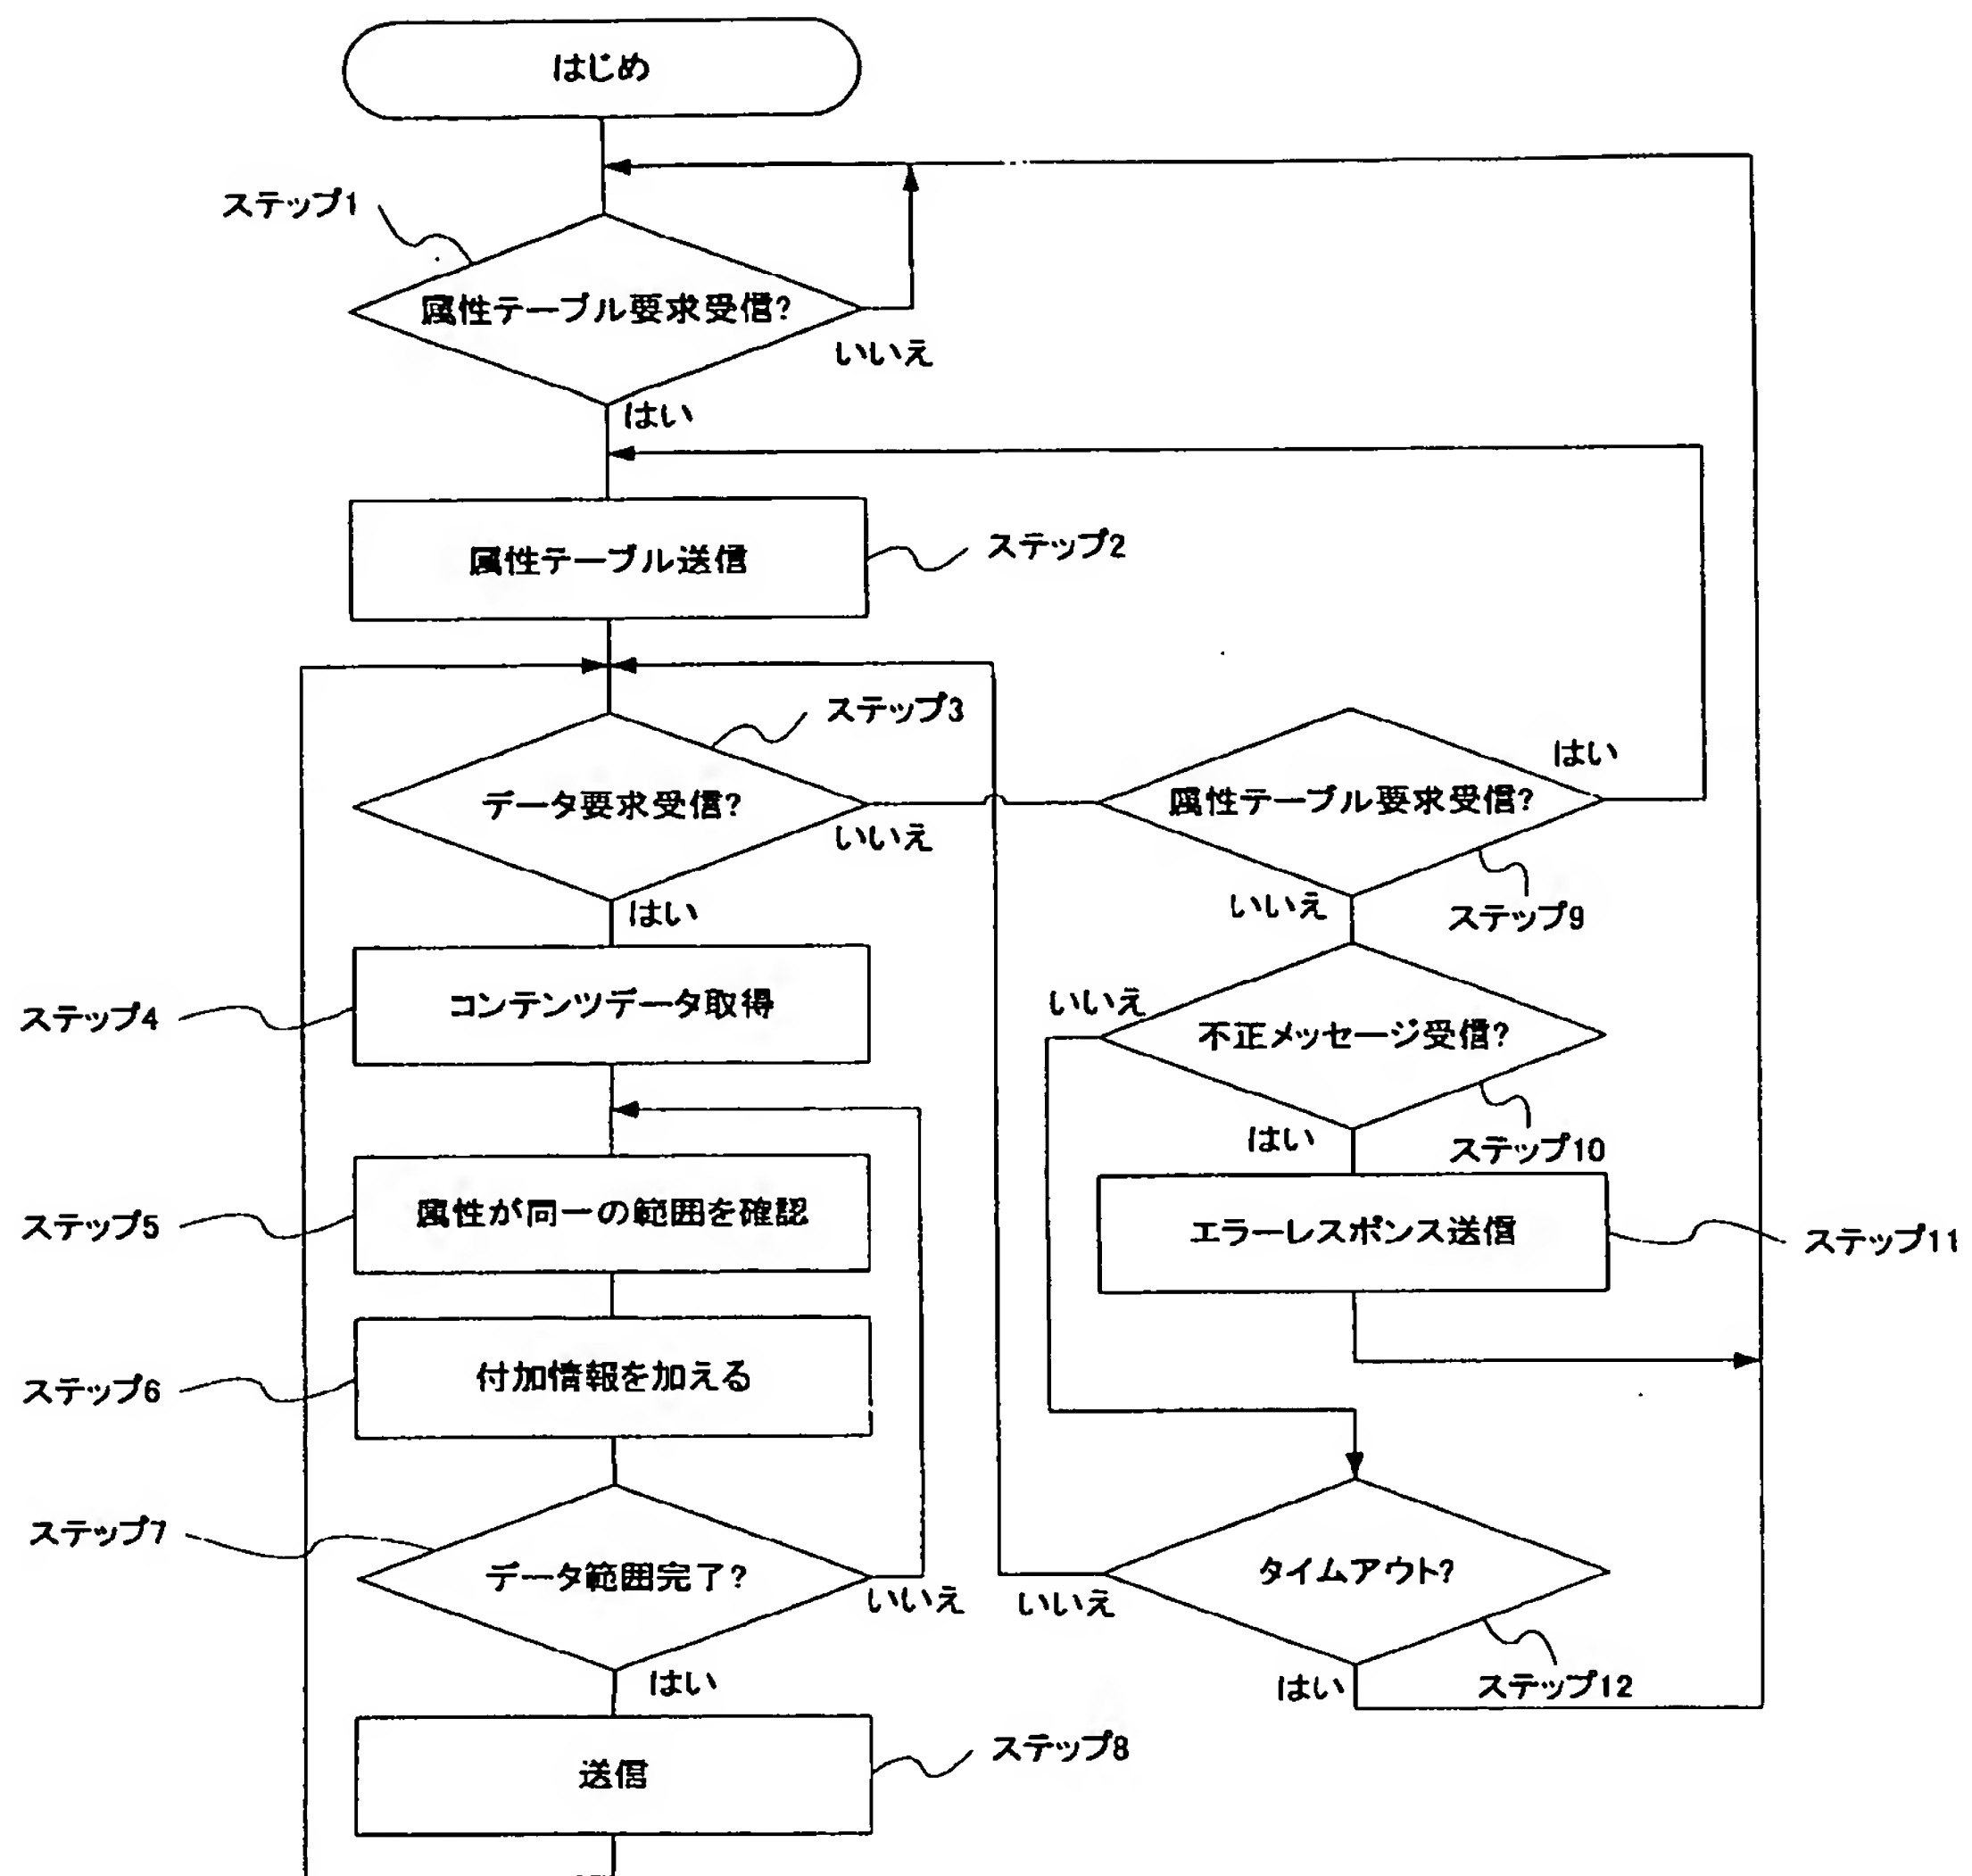 はじめ
ステップ1
属性テーブル要求受信?
いいえ
はい
属性テーブル送信
ステップ2
ステップ3
データ要求受信?
いいえ
はい
属性テーブル要求受信?
はい
いいえ
ステップ9
コンテンツデータ取得
ステップ4
いいえ
不正メッセージ受信?
はい
ステップ10
属性が同一の範囲を確認
ステップ5
エラーレスポンス送信
ステップ11
付加情報を加える
ステップ6
ステップ7
データ範囲完了?
いいえ
はい
タイムアウト?
いいえ
はい
ステップ12
送信
ステップ8